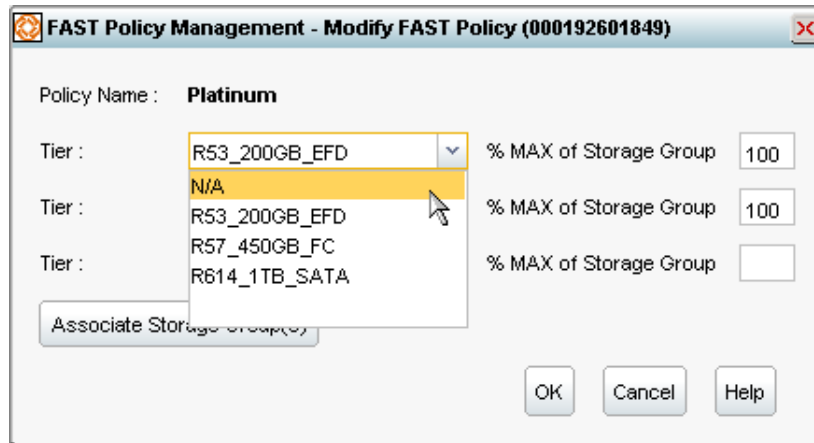 FAST Policy Management - Modify FAST Policy (000192601849)
Policy Name : Platinum
Tier : R53_200GB_EFD % MAX of Storage Group 100
N/A
Tier : R53_200GB_EFD % MAX of Storage Group 100
R57_450GB_FC
Tier : R614_1TB_SATA % MAX of Storage Group
Associate Storage Group(s)
OK Cancel Help